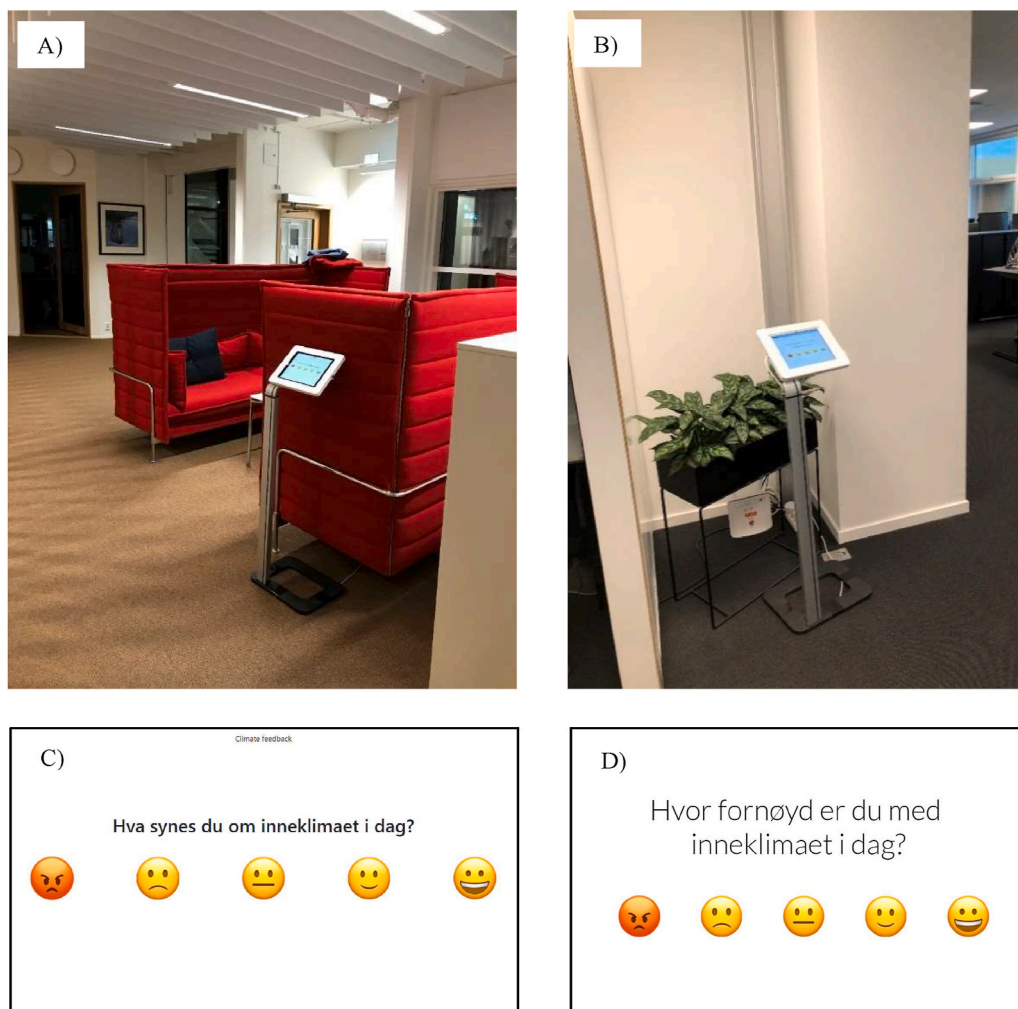 A)
B)
C)
Climate feedback
Hva synes du om inneklimaet i dag?
D)
Hvor fornøyd er du med
inneklimaet i dag?